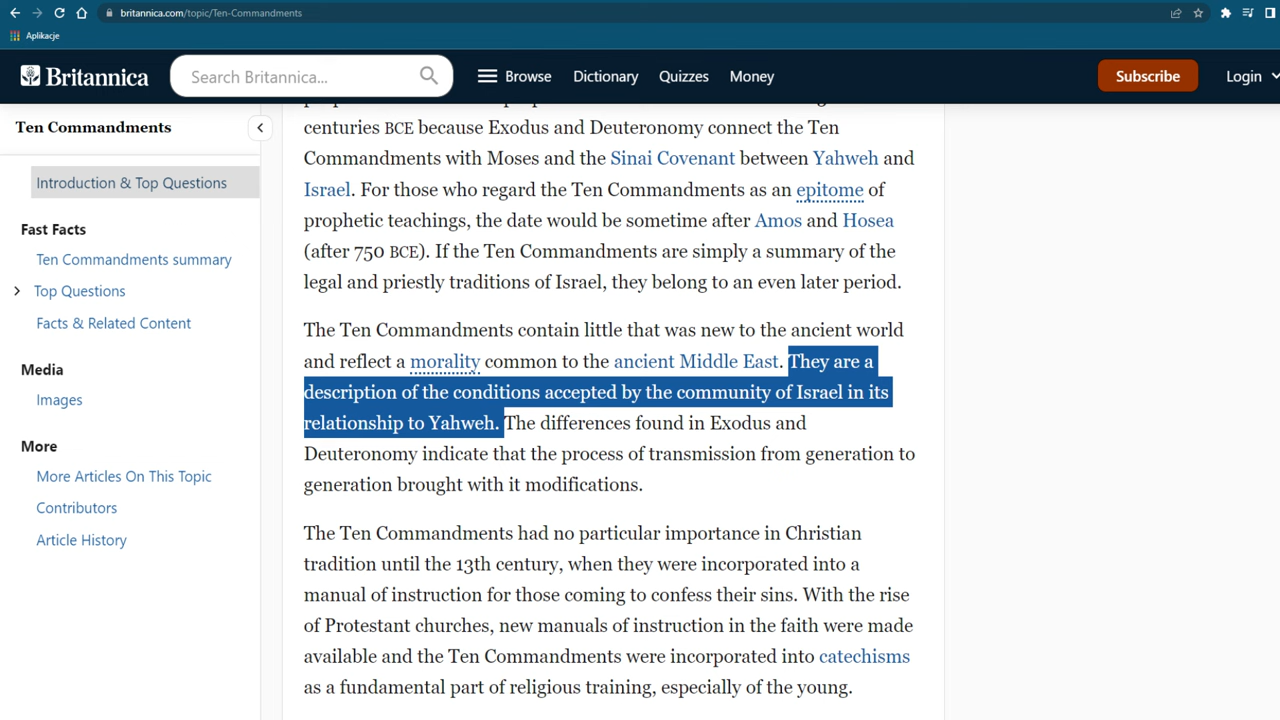 britannica.com/topic/Ten-Commandments
Aplikacje
Britannica
Search Britannica...
Browse
Dictionary
Quizzes
Money
Subscribe
Login
Ten Commandments
Introduction & Top Questions
Fast Facts
Ten Commandments summary
Top Questions
Facts & Related Content
Media
Images
More
More Articles On This Topic
Contributors
Article History
centuries BCE because Exodus and Deuteronomy connect the Ten
Commandments with Moses and the Sinai Covenant between Yahweh and
Israel. For those who regard the Ten Commandments as an epitome of
prophetic teachings, the date would be sometime after Amos and Hosea
(after 750 BCE). If the Ten Commandments are simply a summary of the
legal and priestly traditions of Israel, they belong to an even later period.
The Ten Commandments contain little that was new to the ancient world
and reflect a morality common to the ancient Middle East. They are a
description of the conditions accepted by the community of Israel in its
relationship to Yahweh. The differences found in Exodus and
Deuteronomy indicate that the process of transmission from generation to
generation brought with it modifications.
The Ten Commandments had no particular importance in Christian
tradition until the 13th century, when they were incorporated into a
manual of instruction for those coming to confess their sins. With the rise
of Protestant churches, new manuals of instruction in the faith were made
available and the Ten Commandments were incorporated into catechisms
as a fundamental part of religious training, especially of the young.